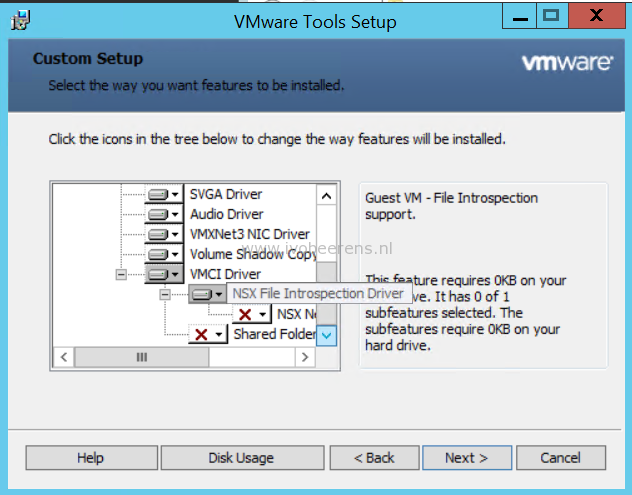 VMware Tools Setup
Custom Setup
Select the way you want features to be installed.
vmware
Click the icons in the tree below to change the way features will be installed.
SVGA Driver
Audio Driver
VMXNet3 NIC Driver
Volume Shadow Copy
VMCI Driver
NSX File Introspection Driver
NSX Ne
Shared Folder
Guest VM - File Introspection
support.
www.ivobeerens.nl
This feature requires 0KB on your
ve. It has 0 of 1
subfeatures selected. The
subfeatures require 0KB on your
hard drive.
Help
Disk Usage
< Back
Next >
Cancel